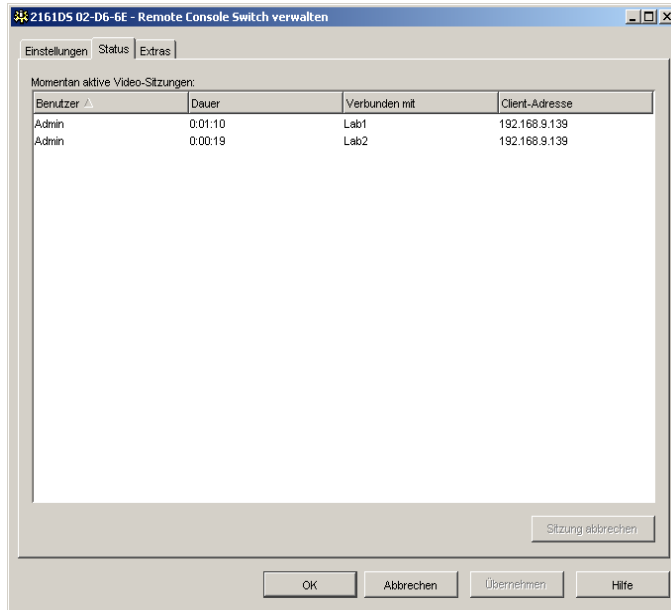 2161DS 02-D6-6E - Remote Console Switch verwalten
Einstellungen Status Extras
Momentan aktive Video-Sitzungen:
Benutzer Dauer Verbunden mit Client-Adresse
Admin 0:01:10 Lab1 192.168.9.139
Admin 0:00:19 Lab2 192.168.9.139
Sitzung abbrechen
OK Abbrechen Übernehmen Hilfe